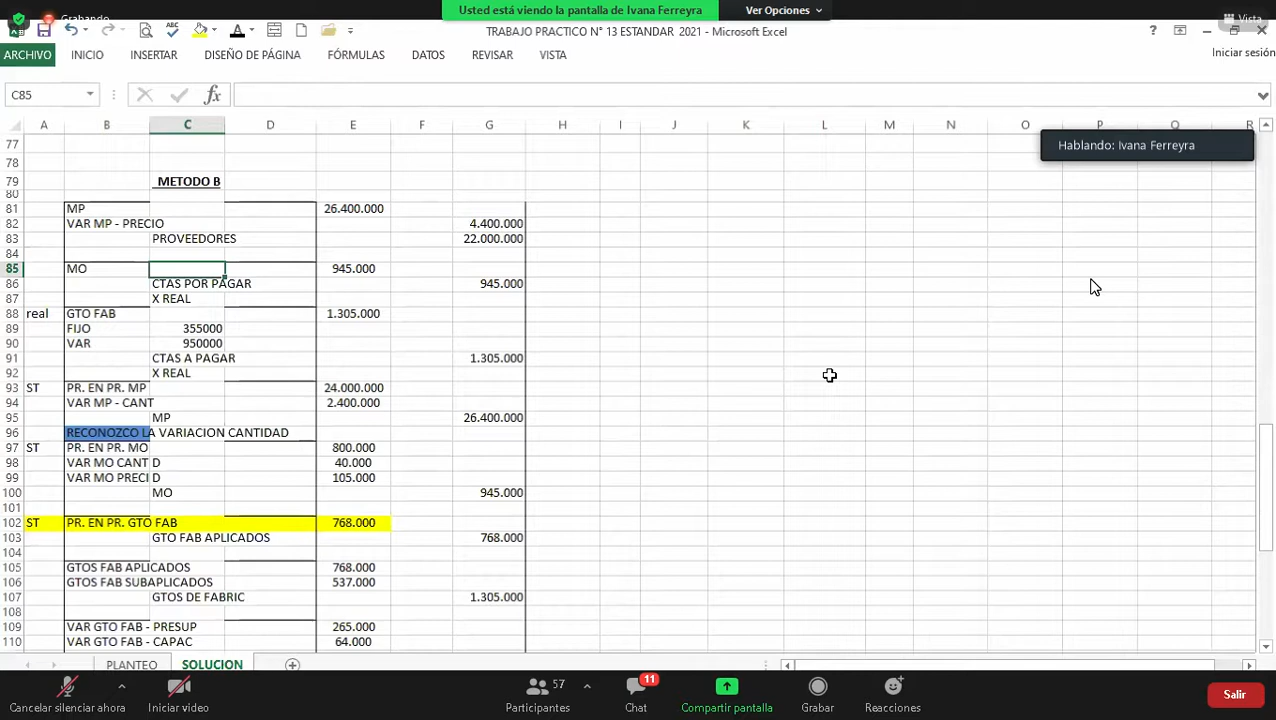 Grabando
Usted está viendo la pantalla de Ivana Ferreyra
Ver Opciones
Vista
TRABAJO PRACTICO N° 13 ESTANDAR 2021 - Microsoft Excel
ARCHIVO INICIO INSERTAR DISEÑO DE PÁGINA FÓRMULAS DATOS REVISAR VISTA
Iniciar sesión
C85
Hablando: Ivana Ferreyra
A B C D E F G H I J K L M N O P Q R
77
78
79 METODO B
80
81 MP 26.400.000
82 VAR MP - PRECIO 4.400.000
83 PROVEEDORES 22.000.000
84
85 MO 945.000
86 CTAS POR PAGAR 945.000
87 X REAL
88 real GTO FAB 1.305.000
89 FIJO 355000
90 VAR 950000
91 CTAS A PAGAR 1.305.000
92 X REAL
93 ST PR. EN PR. MP 24.000.000
94 VAR MP - CANT 2.400.000
95 MP 26.400.000
96 RECONOZCO LA VARIACION CANTIDAD
97 ST PR. EN PR. MO 800.000
98 VAR MO CANT D 40.000
99 VAR MO PRECI D 105.000
100 MO 945.000
101
102 ST PR. EN PR. GTO FAB 768.000
103 GTO FAB APLICADOS 768.000
104
105 GTOS FAB APLICADOS 768.000
106 GTOS FAB SUBAPLICADOS 537.000
107 GTOS DE FABRIC 1.305.000
108
109 VAR GTO FAB - PRESUP 265.000
110 VAR GTO FAB - CAPAC 64.000
PLANTEO SOLUCION
57
11
Cancelar silenciar ahora Iniciar video Participantes Chat Compartir pantalla Grabar Reacciones Salir